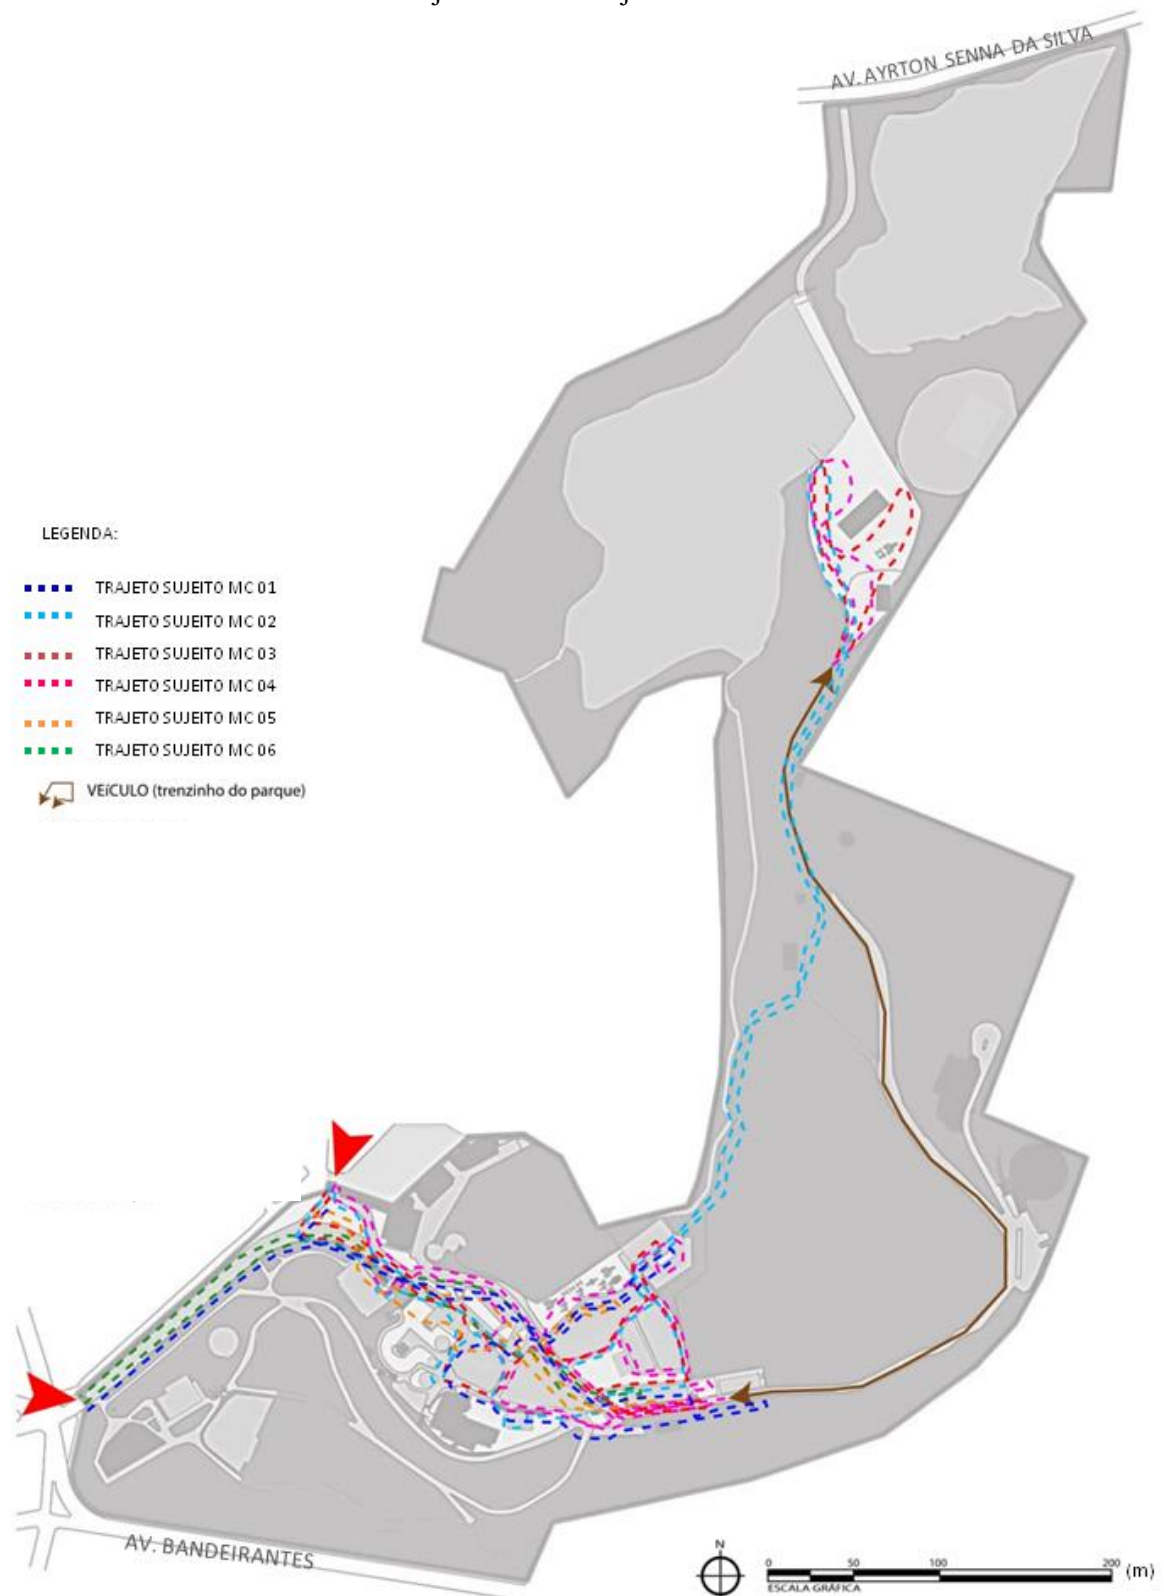 AV. AYRTON SENNA DA SILVA
LEGENDA:
TRAJETO SUJEITO MC 01
TRAJETO SUJEITO MC 02
TRAJETO SUJEITO MC 03
TRAJETO SUJEITO MC 04
TRAJETO SUJEITO MC 05
TRAJETO SUJEITO MC 06
VEíCULO (trenzinho do parque)
AV. BANDEIRANTES
N
0 50 100 200 (m)
ESCALA GRÁFICA